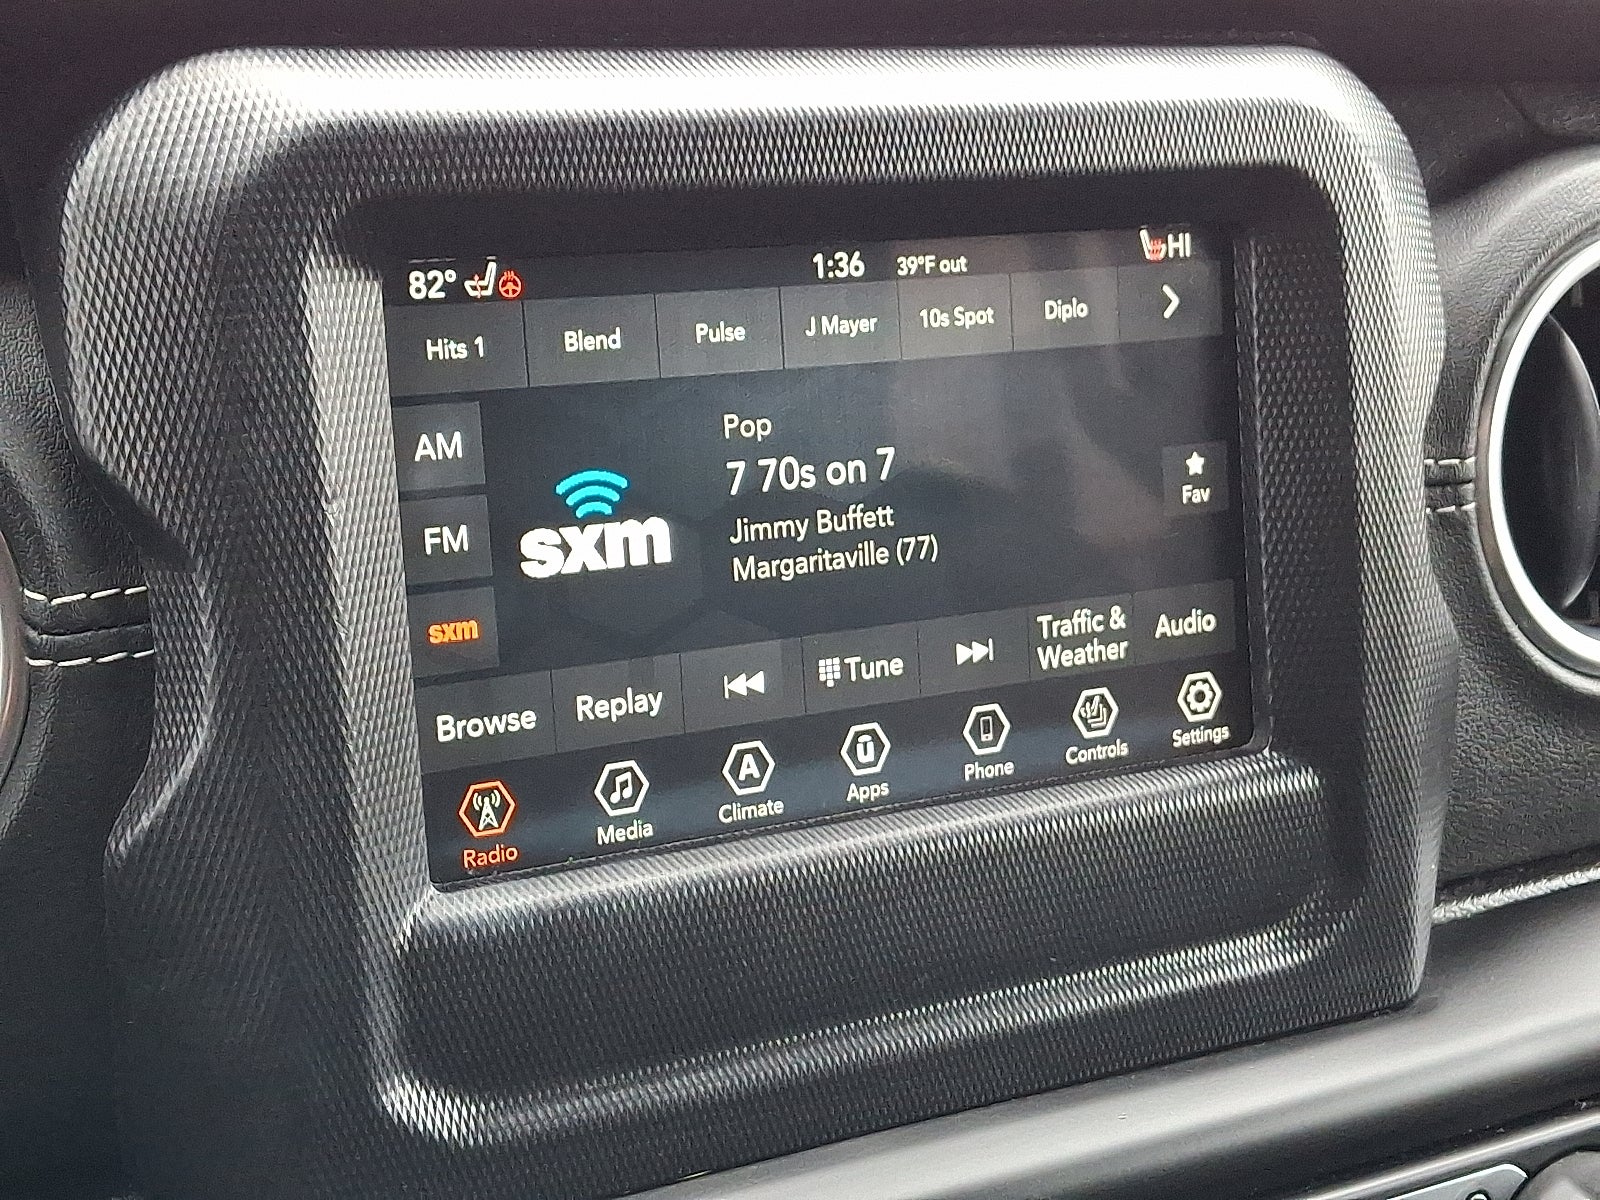 82° 1:36 39°F out HI
Hits 1 Blend Pulse J Mayer 10s Spot Diplo
AM
FM
sxm
sxm
Pop
7 70s on 7
Jimmy Buffett
Margaritaville (77)
Fav
Browse Replay Tune Traffic & Weather Audio
Radio Media Climate Apps Phone Controls Settings